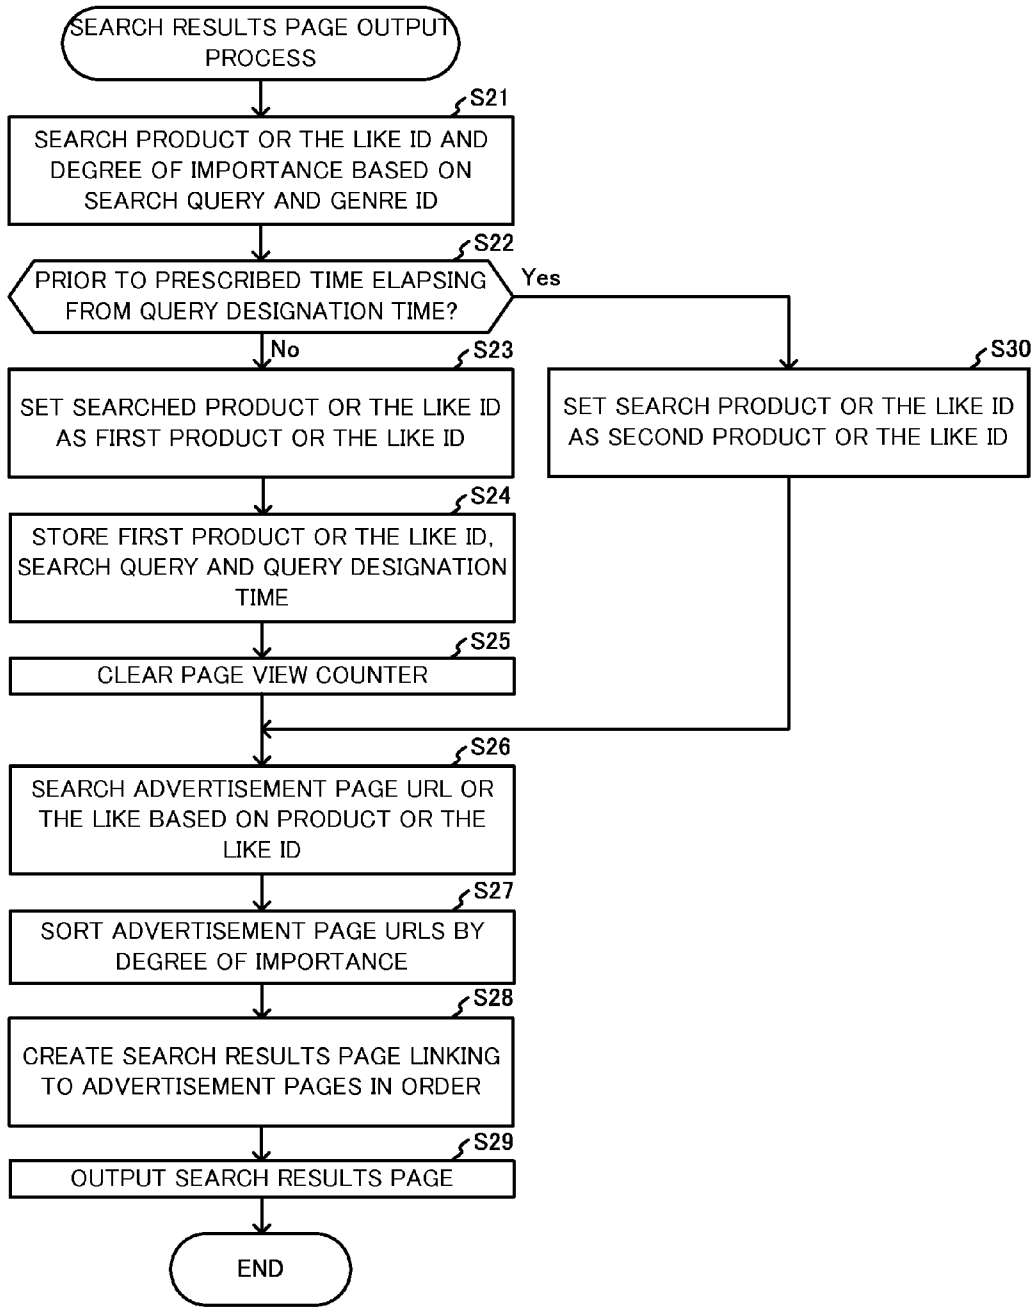 SEARCH RESULTS PAGE OUTPUT
PROCESS
S21
SEARCH PRODUCT OR THE LIKE ID AND
DEGREE OF IMPORTANCE BASED ON
SEARCH QUERY AND GENRE ID
S22
PRIOR TO PRESCRIBED TIME ELAPSING
FROM QUERY DESIGNATION TIME?
Yes
No
S23
SET SEARCHED PRODUCT OR THE LIKE ID
AS FIRST PRODUCT OR THE LIKE ID
S30
SET SEARCH PRODUCT OR THE LIKE ID
AS SECOND PRODUCT OR THE LIKE ID
S24
STORE FIRST PRODUCT OR THE LIKE ID,
SEARCH QUERY AND QUERY DESIGNATION
TIME
S25
CLEAR PAGE VIEW COUNTER
S26
SEARCH ADVERTISEMENT PAGE URL OR
THE LIKE BASED ON PRODUCT OR THE
LIKE ID
S27
SORT ADVERTISEMENT PAGE URLS BY
DEGREE OF IMPORTANCE
S28
CREATE SEARCH RESULTS PAGE LINKING
TO ADVERTISEMENT PAGES IN ORDER
S29
OUTPUT SEARCH RESULTS PAGE
END